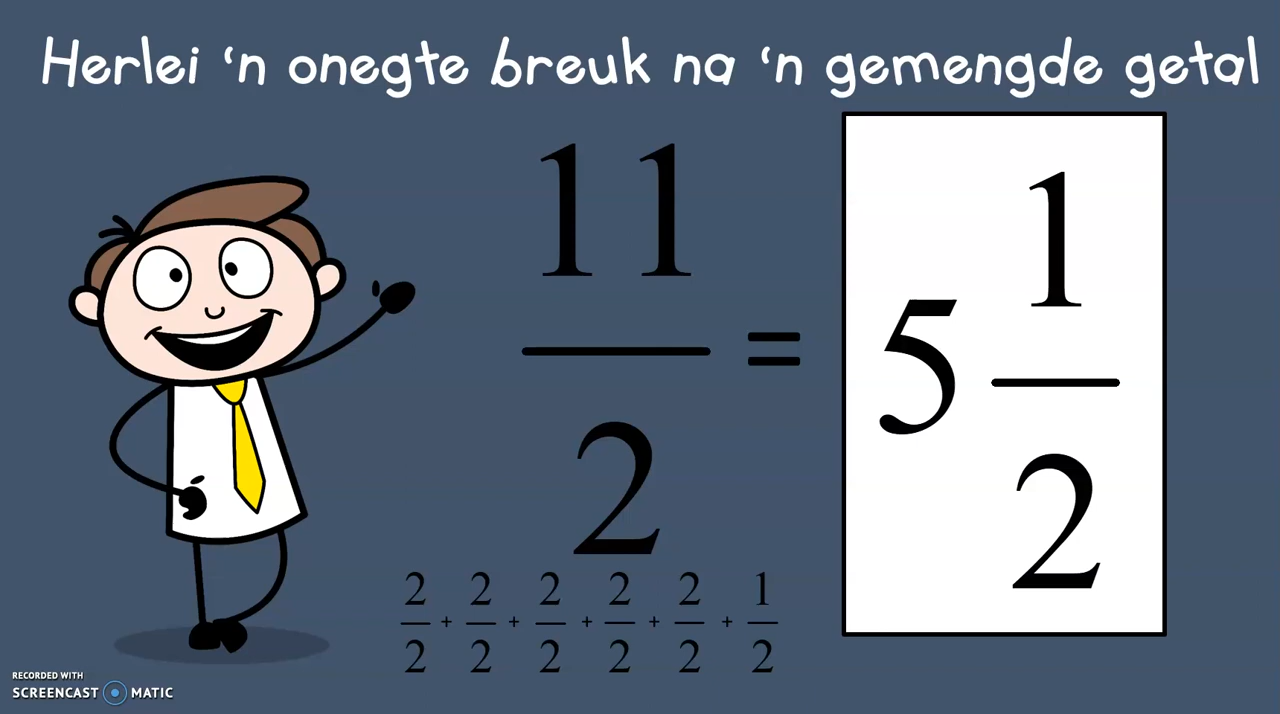 Herlei ‘n onegte breuk na ‘n gemengde getal
11/2 = 5 1/2
2/2 + 2/2 + 2/2 + 2/2 + 2/2 + 1/2
RECORDED WITH
SCREENCAST MATIC